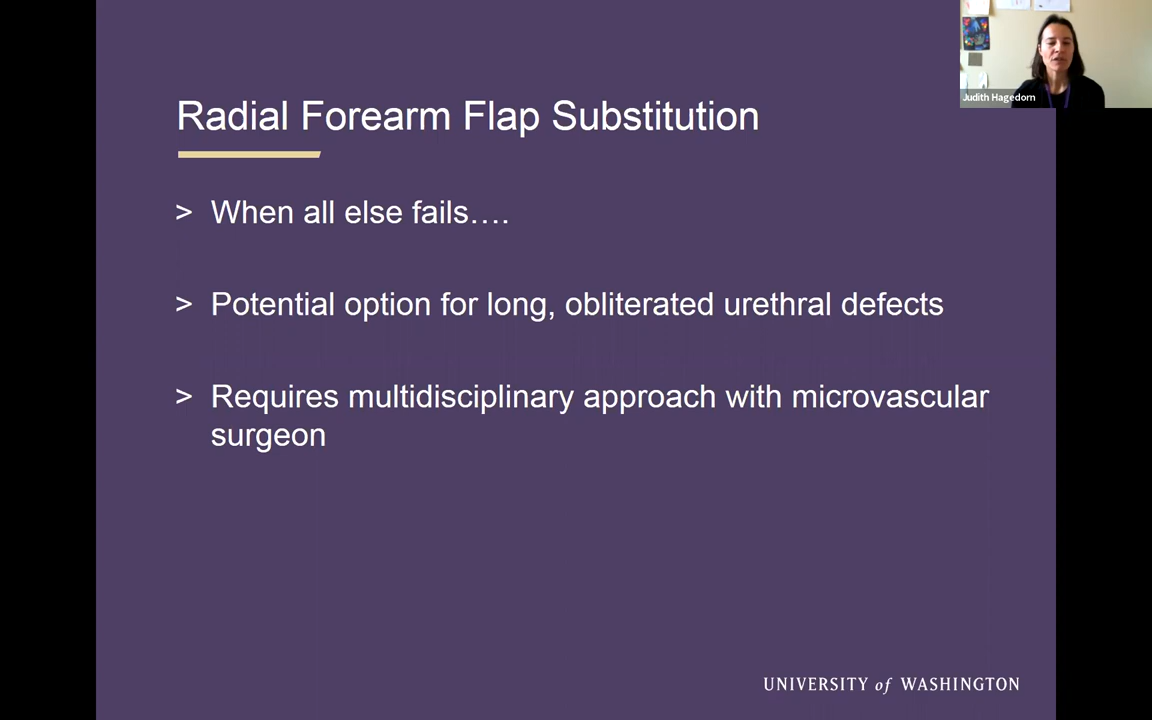 Judith Hagedorn
Radial Forearm Flap Substitution
> When all else fails….
> Potential option for long, obliterated urethral defects
> Requires multidisciplinary approach with microvascular
surgeon
UNIVERSITY of WASHINGTON